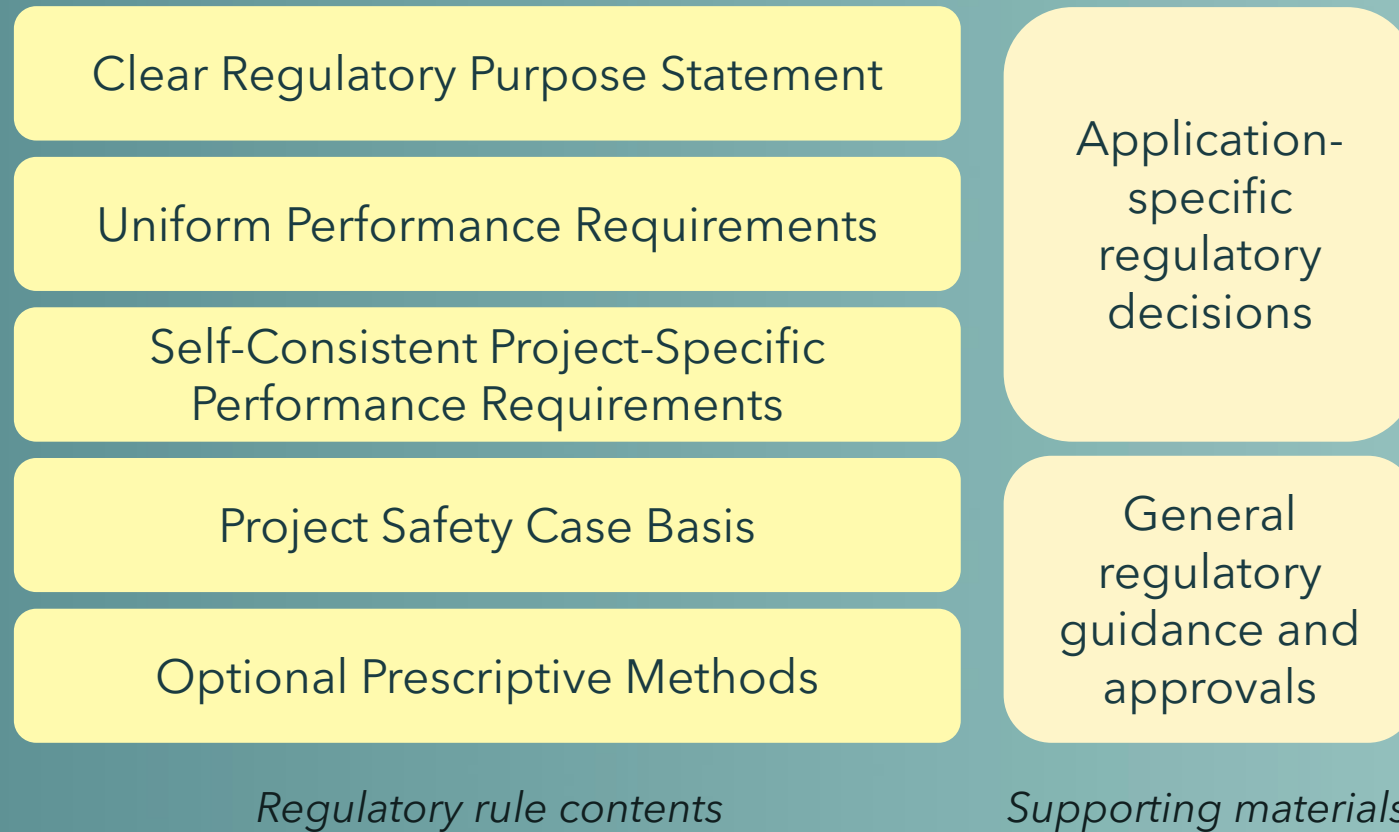 Clear Regulatory Purpose Statement
Uniform Performance Requirements
Self-Consistent Project-Specific
Performance Requirements
Project Safety Case Basis
Optional Prescriptive Methods
Regulatory rule contents
Application-
specific
regulatory
decisions
General
regulatory
guidance and
approvals
Supporting materials